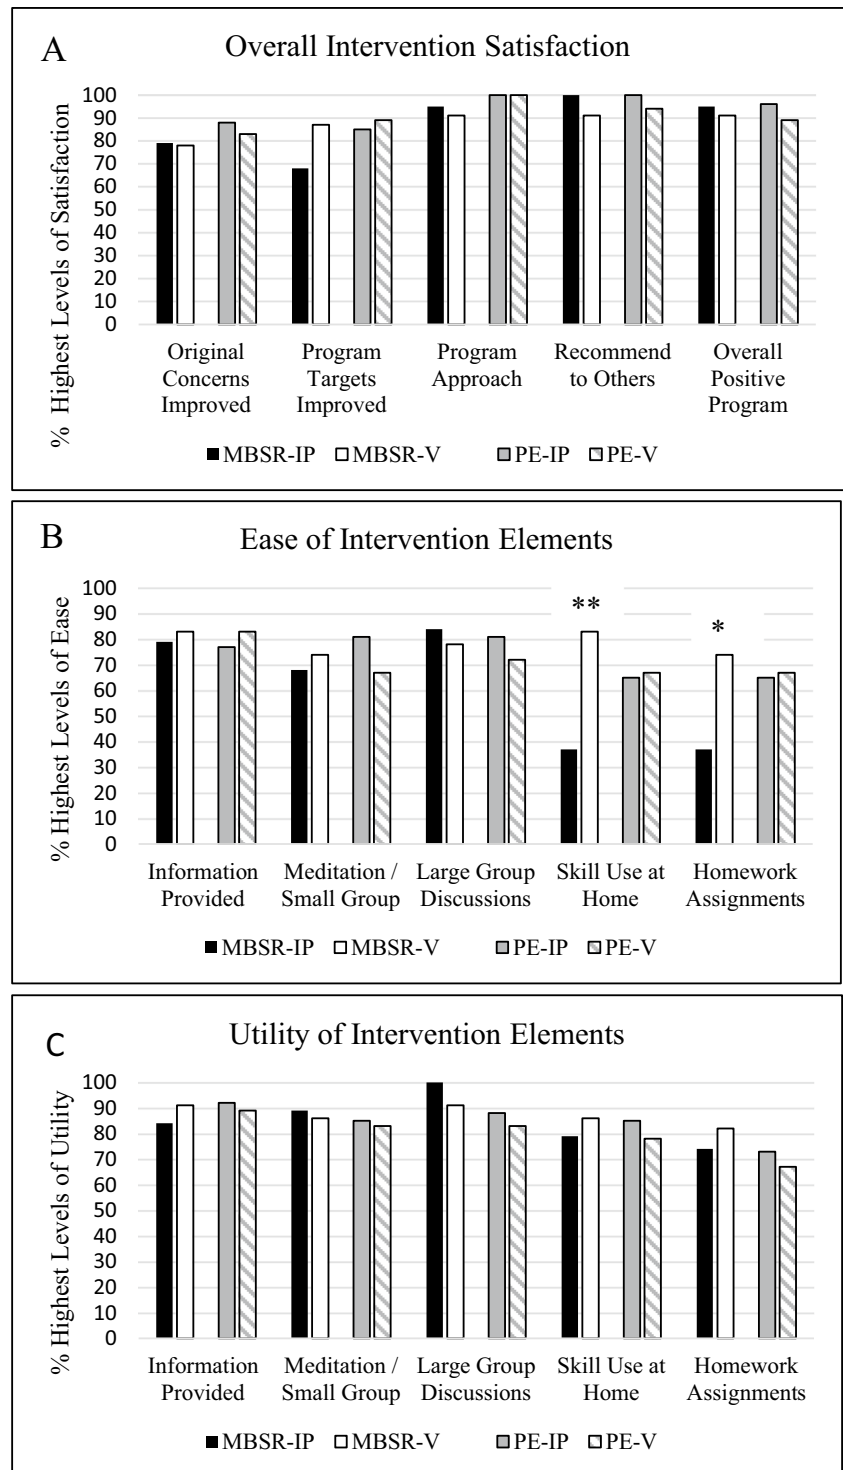 A
Overall Intervention Satisfaction
% Highest Levels of Satisfaction
100
90
80
70
60
50
40
30
20
10
0
Original Concerns Improved
Program Targets Improved
Program Approach
Recommend to Others
Overall Positive Program
MBSR-IP MBSR-V PE-IP PE-V
B
Ease of Intervention Elements
% Highest Levels of Ease
100
90
80
70
60
50
40
30
20
10
0
**
*
Information Provided
Meditation / Small Group
Large Group Discussions
Skill Use at Home
Homework Assignments
MBSR-IP MBSR-V PE-IP PE-V
C
Utility of Intervention Elements
% Highest Levels of Utility
100
90
80
70
60
50
40
30
20
10
0
Information Provided
Meditation / Small Group
Large Group Discussions
Skill Use at Home
Homework Assignments
MBSR-IP MBSR-V PE-IP PE-V